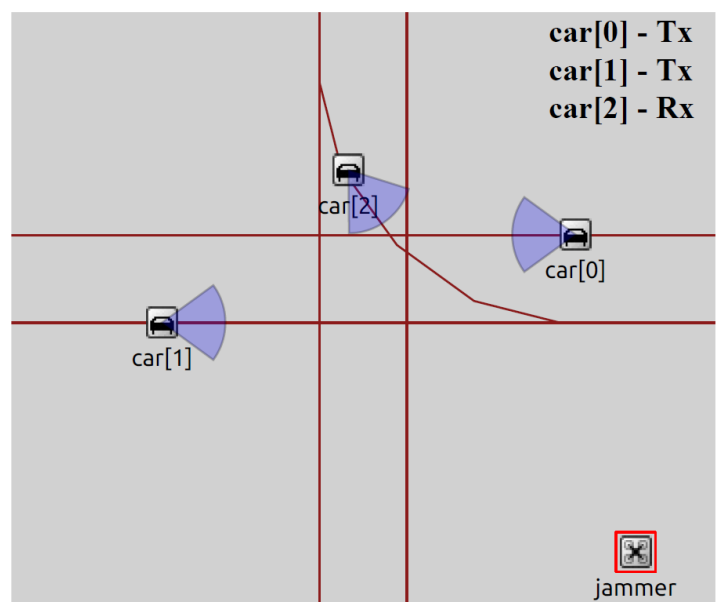 car[0] - Tx
car[1] - Tx
car[2] - Rx
car[2]
car[0]
car[1]
jammer